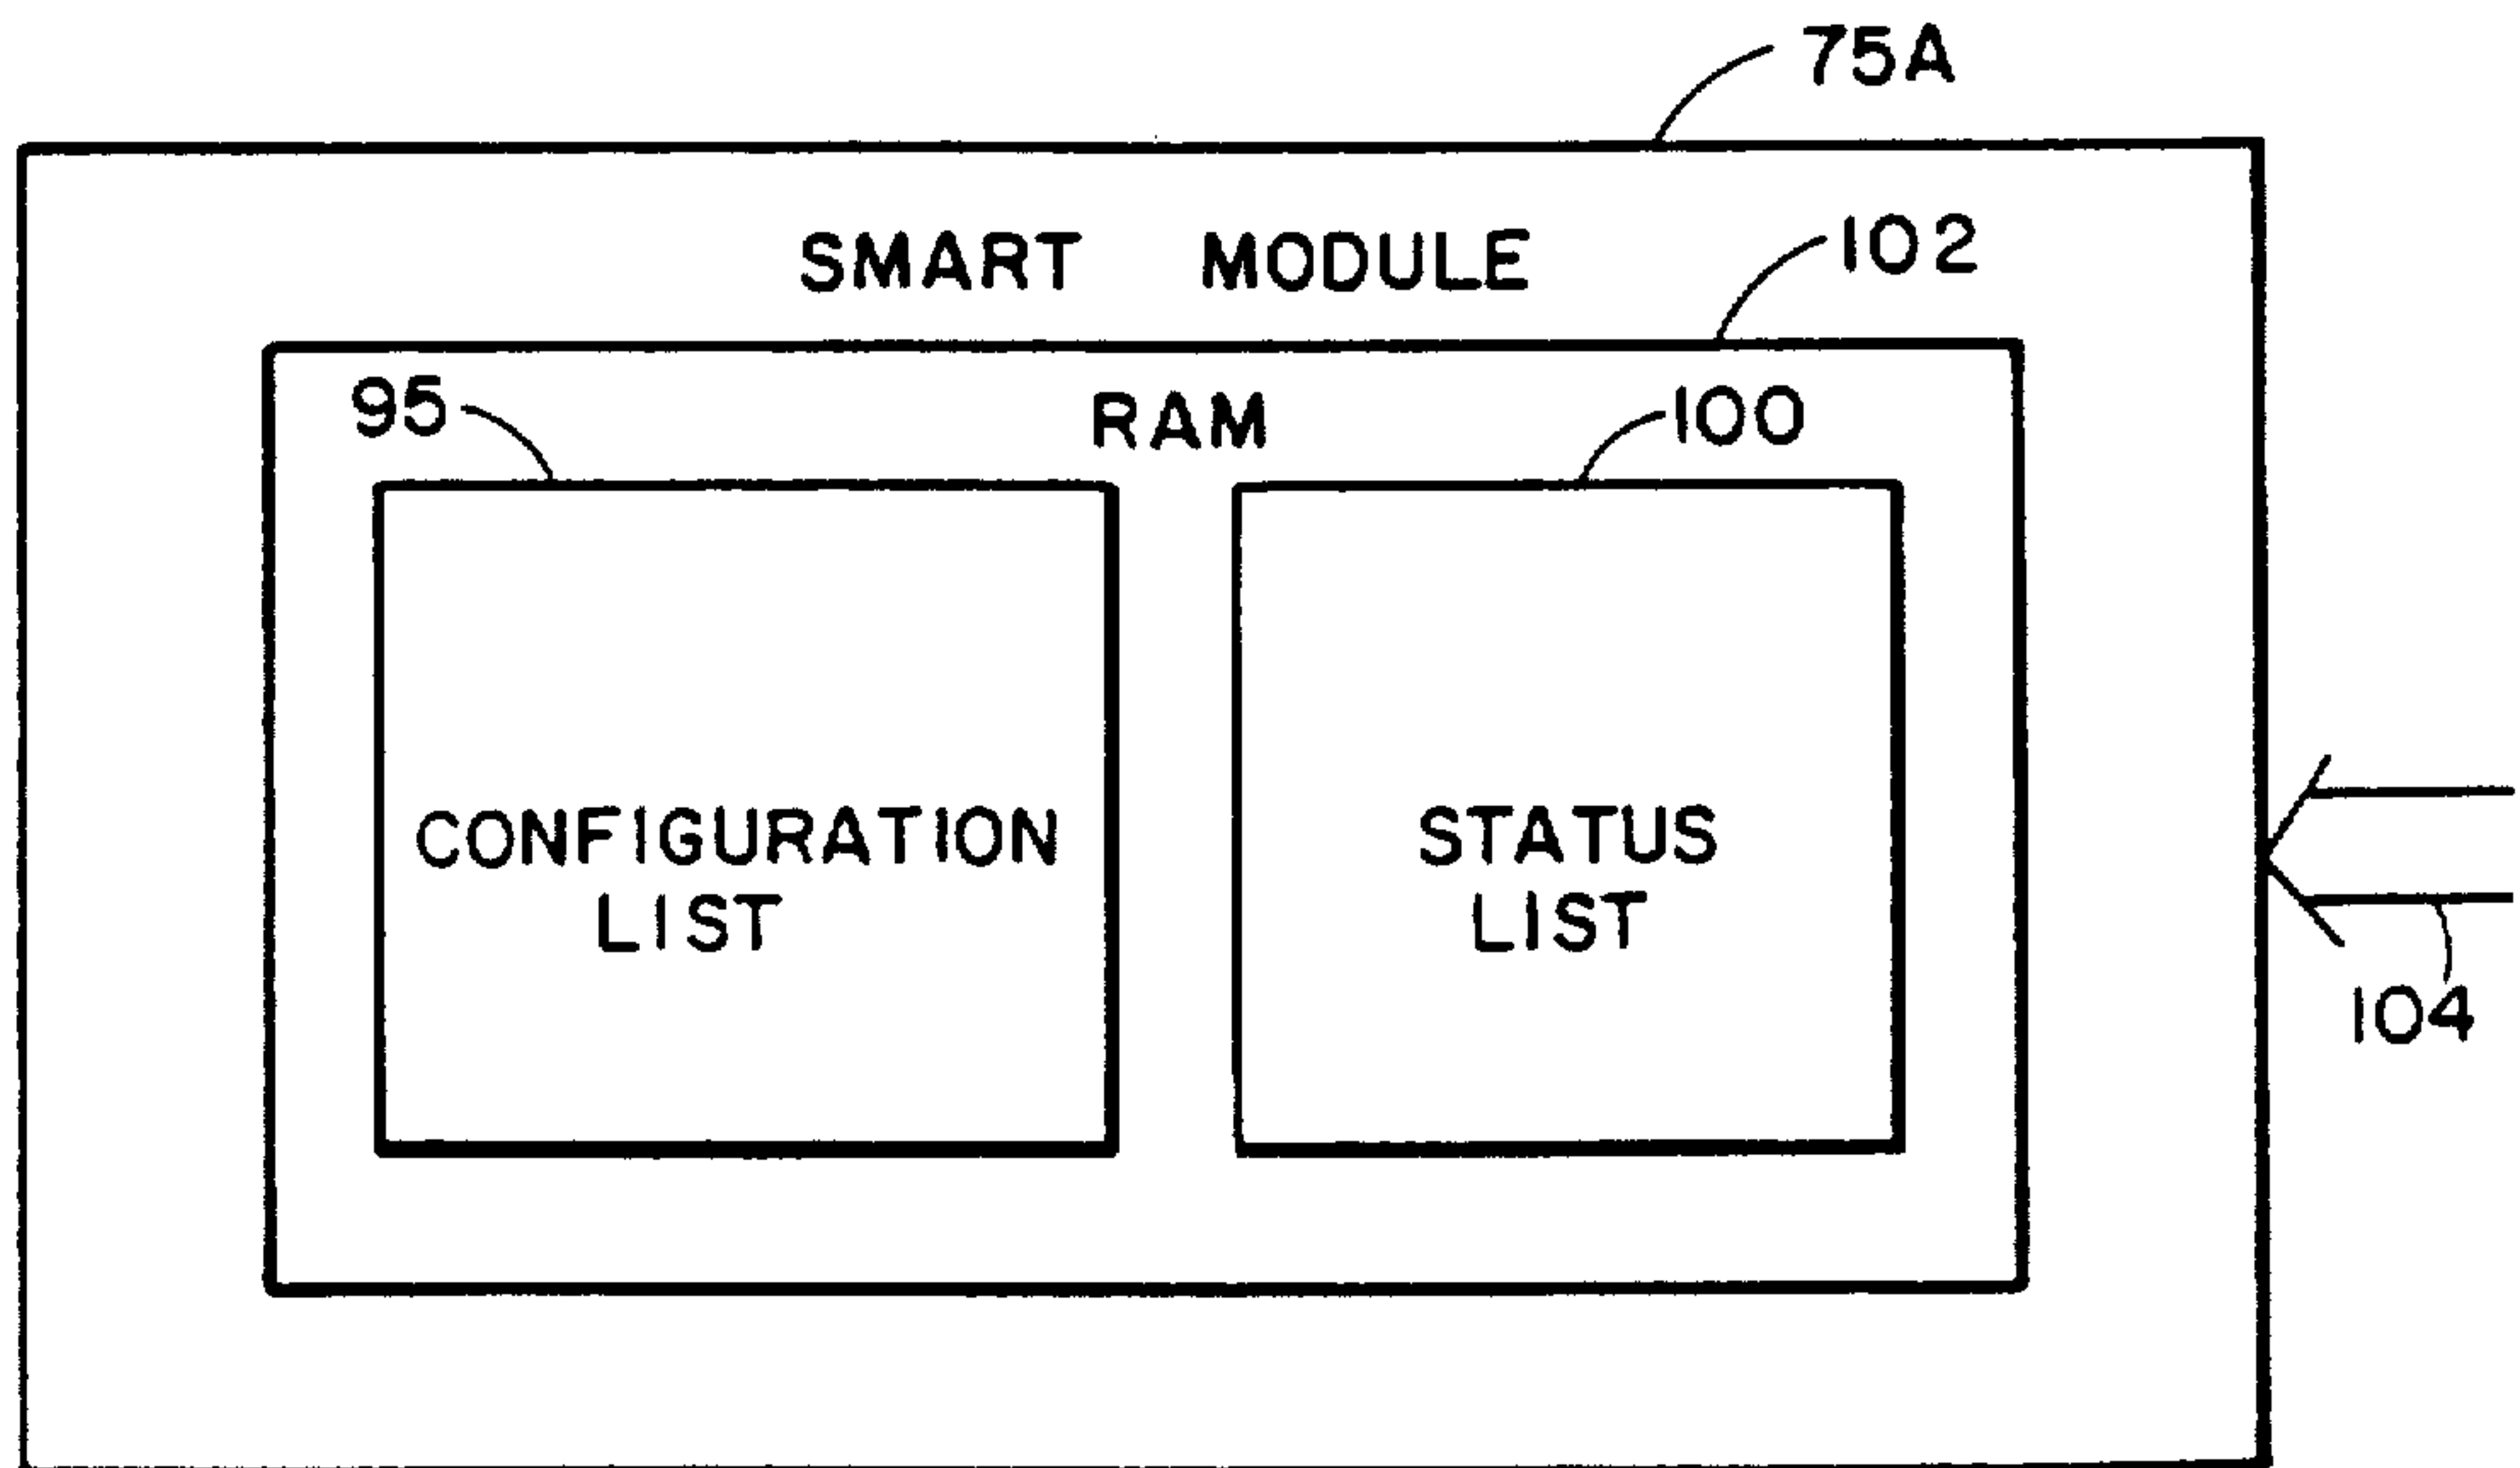 75A
SMART MODULE
102
95
RAM
100
CONFIGURATION
LIST
STATUS
LIST
104